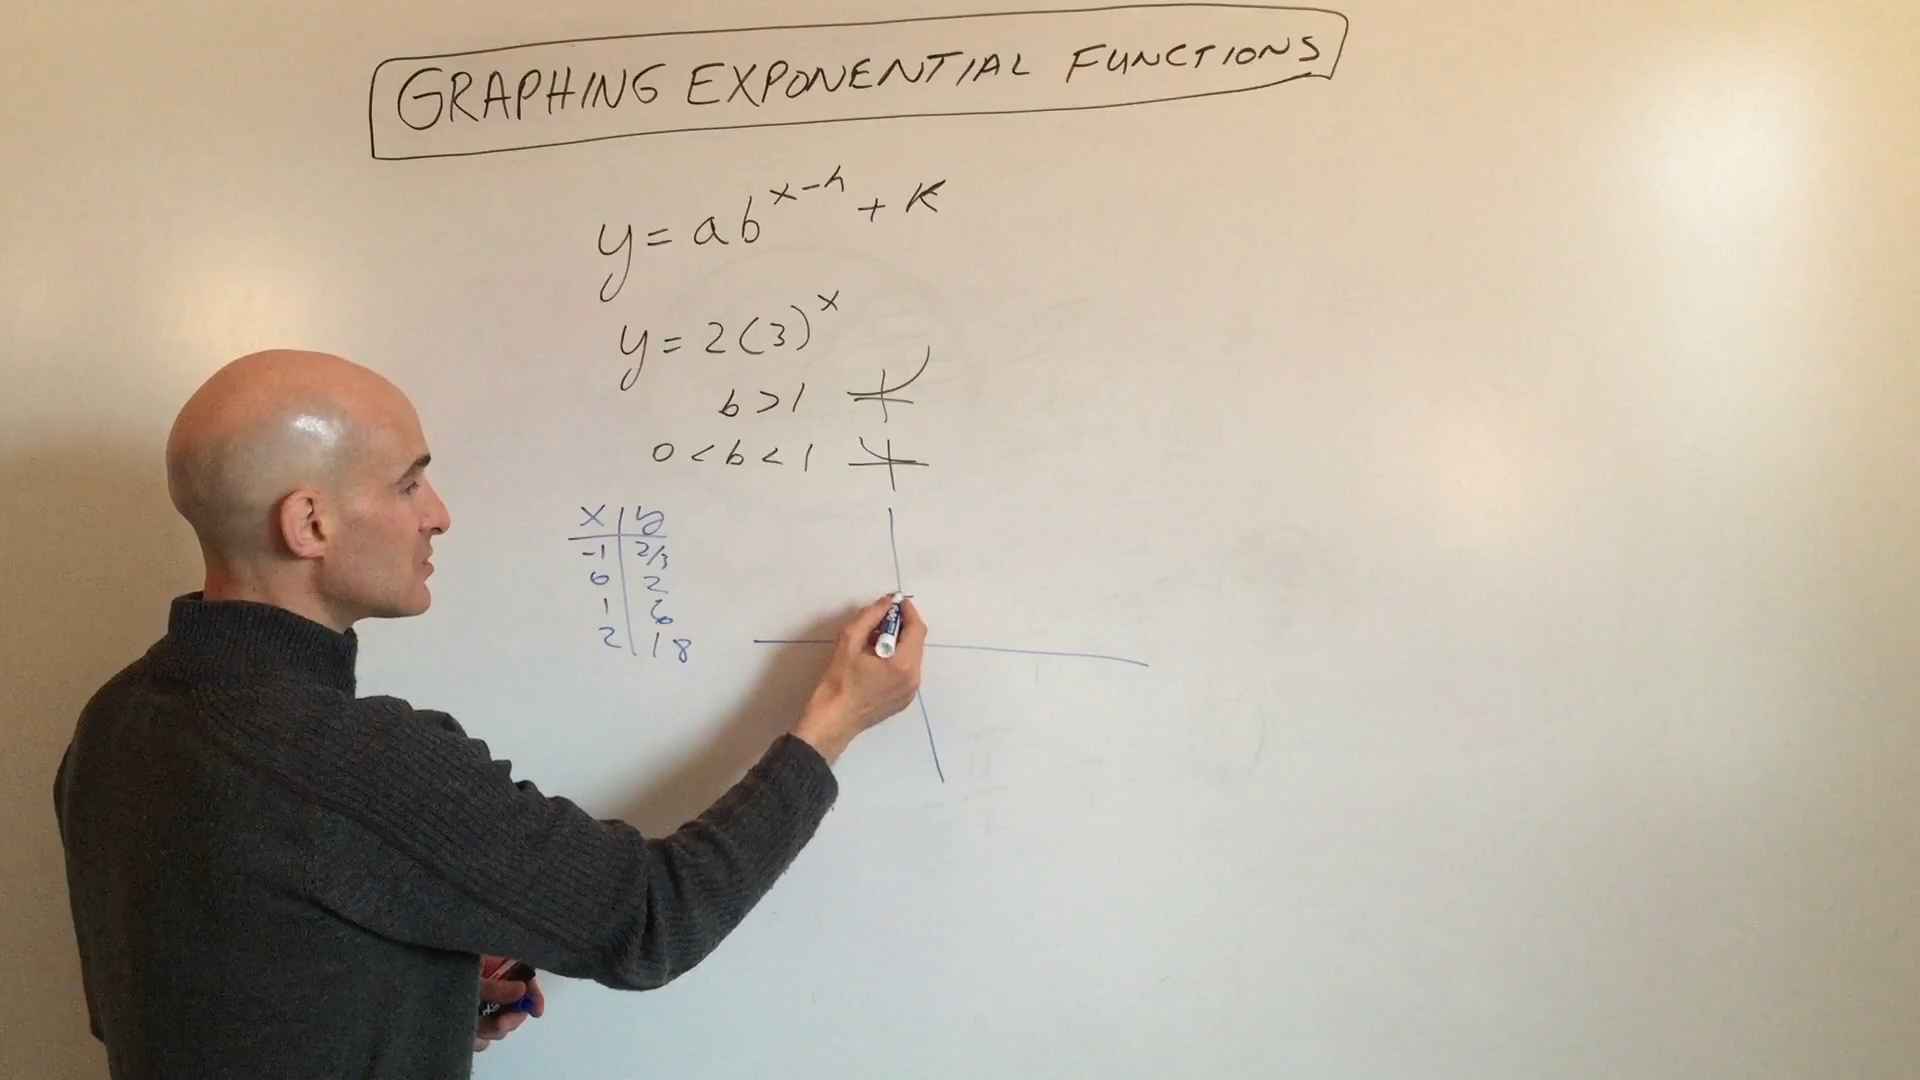 GRAPHING EXPONENTIAL FUNCTIONS
y = ab^{x-h} + k
y = 2(3)^x
b > 1
0 < b < 1
x | y
-1 | 2/3
0 | 2
1 | 6
2 | 18